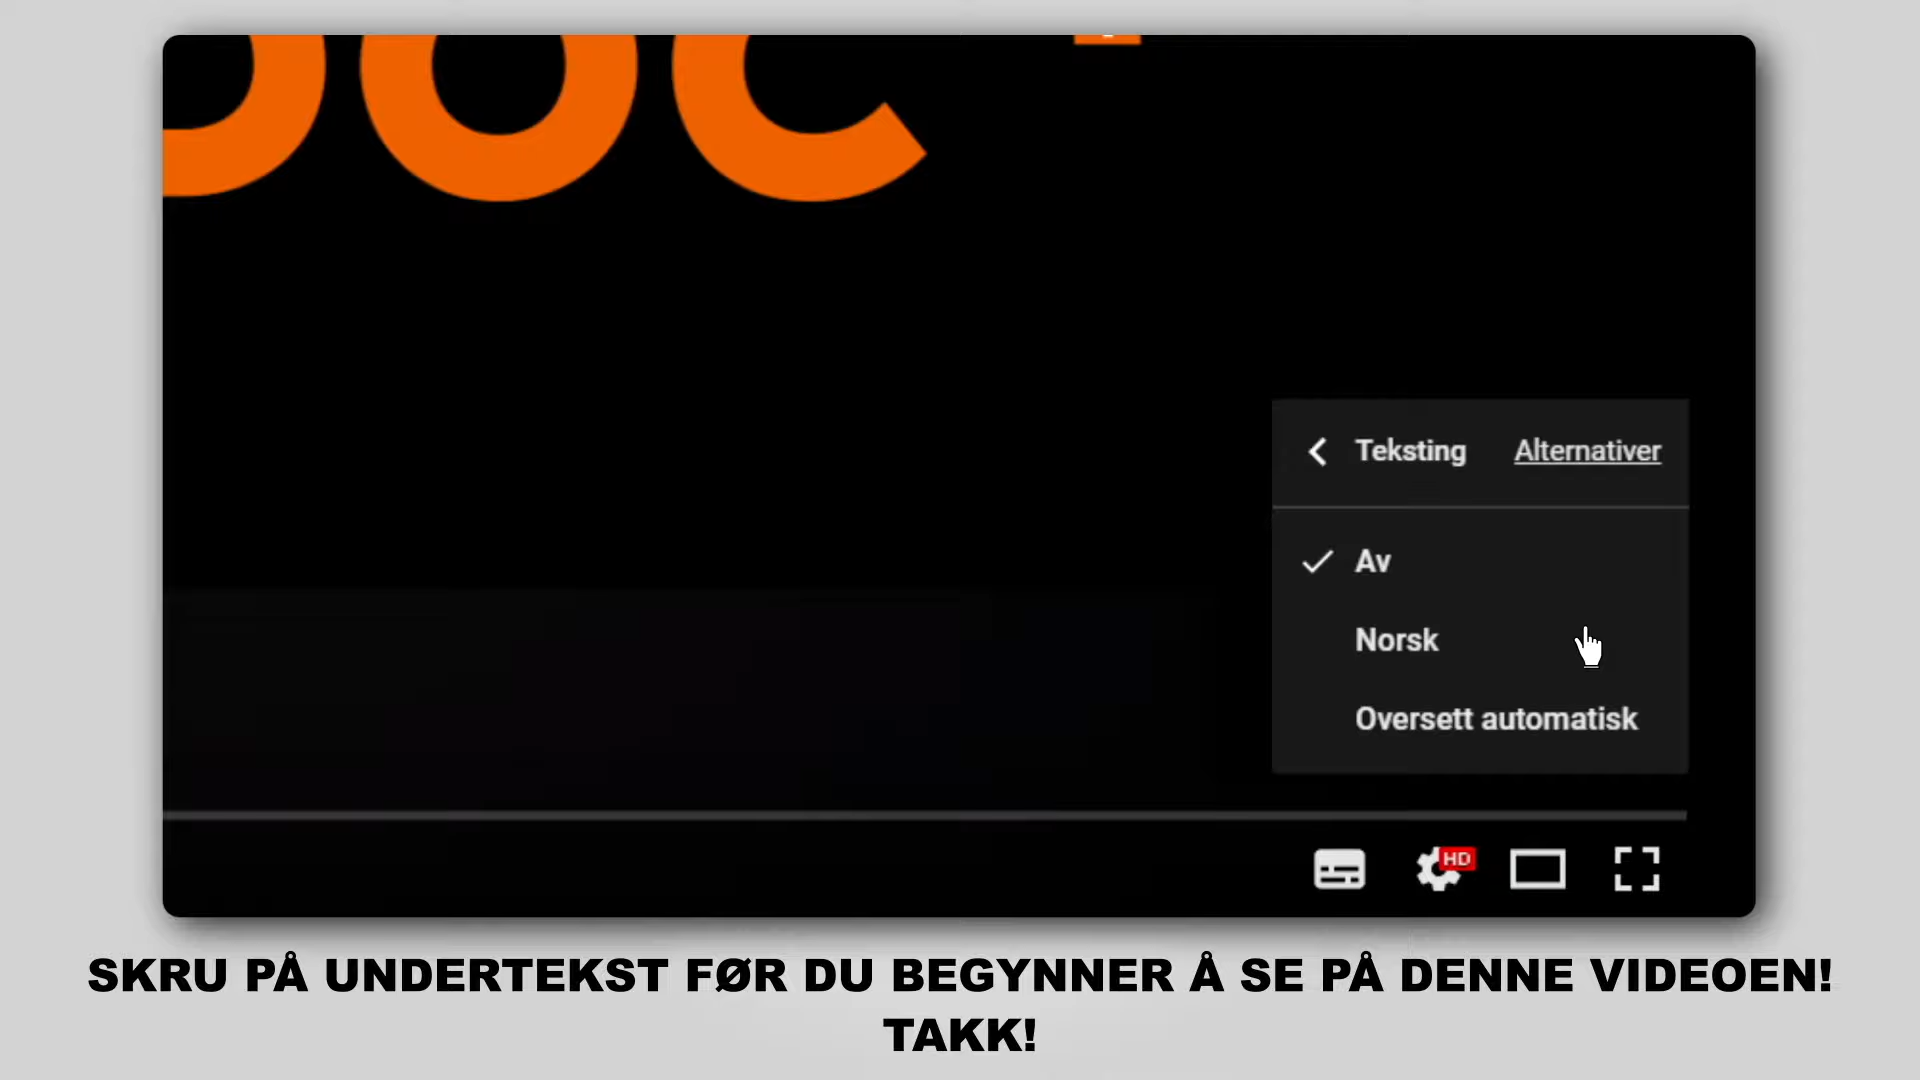 Teksting Alternativer
Av
Norsk
Oversett automatisk
HD
SKRU PÅ UNDERTEKST FØR DU BEGYNNER Å SE PÅ DENNE VIDEOEN!
TAKK!